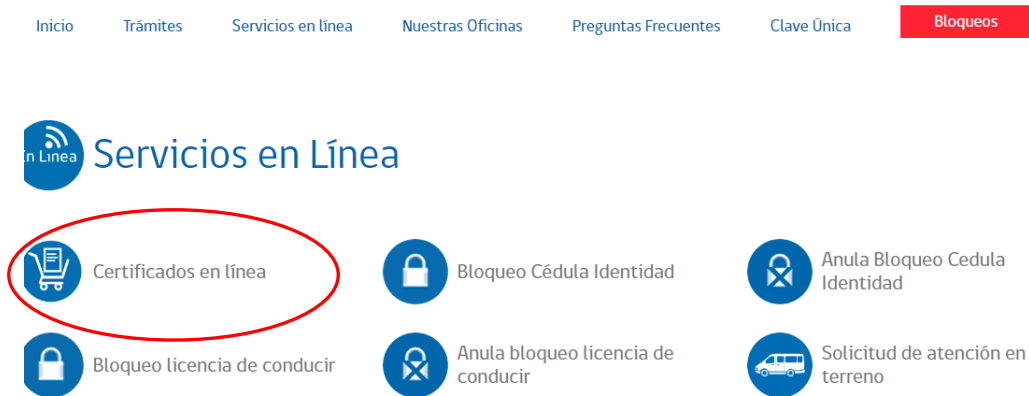 Inicio Trámites Servicios en línea Nuestras Oficinas Preguntas Frecuentes Clave Única Bloqueos
En Línea
Servicios en Línea
Certificados en línea
Bloqueo Cédula Identidad
Anula Bloqueo Cedula
Identidad
Bloqueo licencia de conducir
Anula bloqueo licencia de
conducir
Solicitud de atención en
terreno